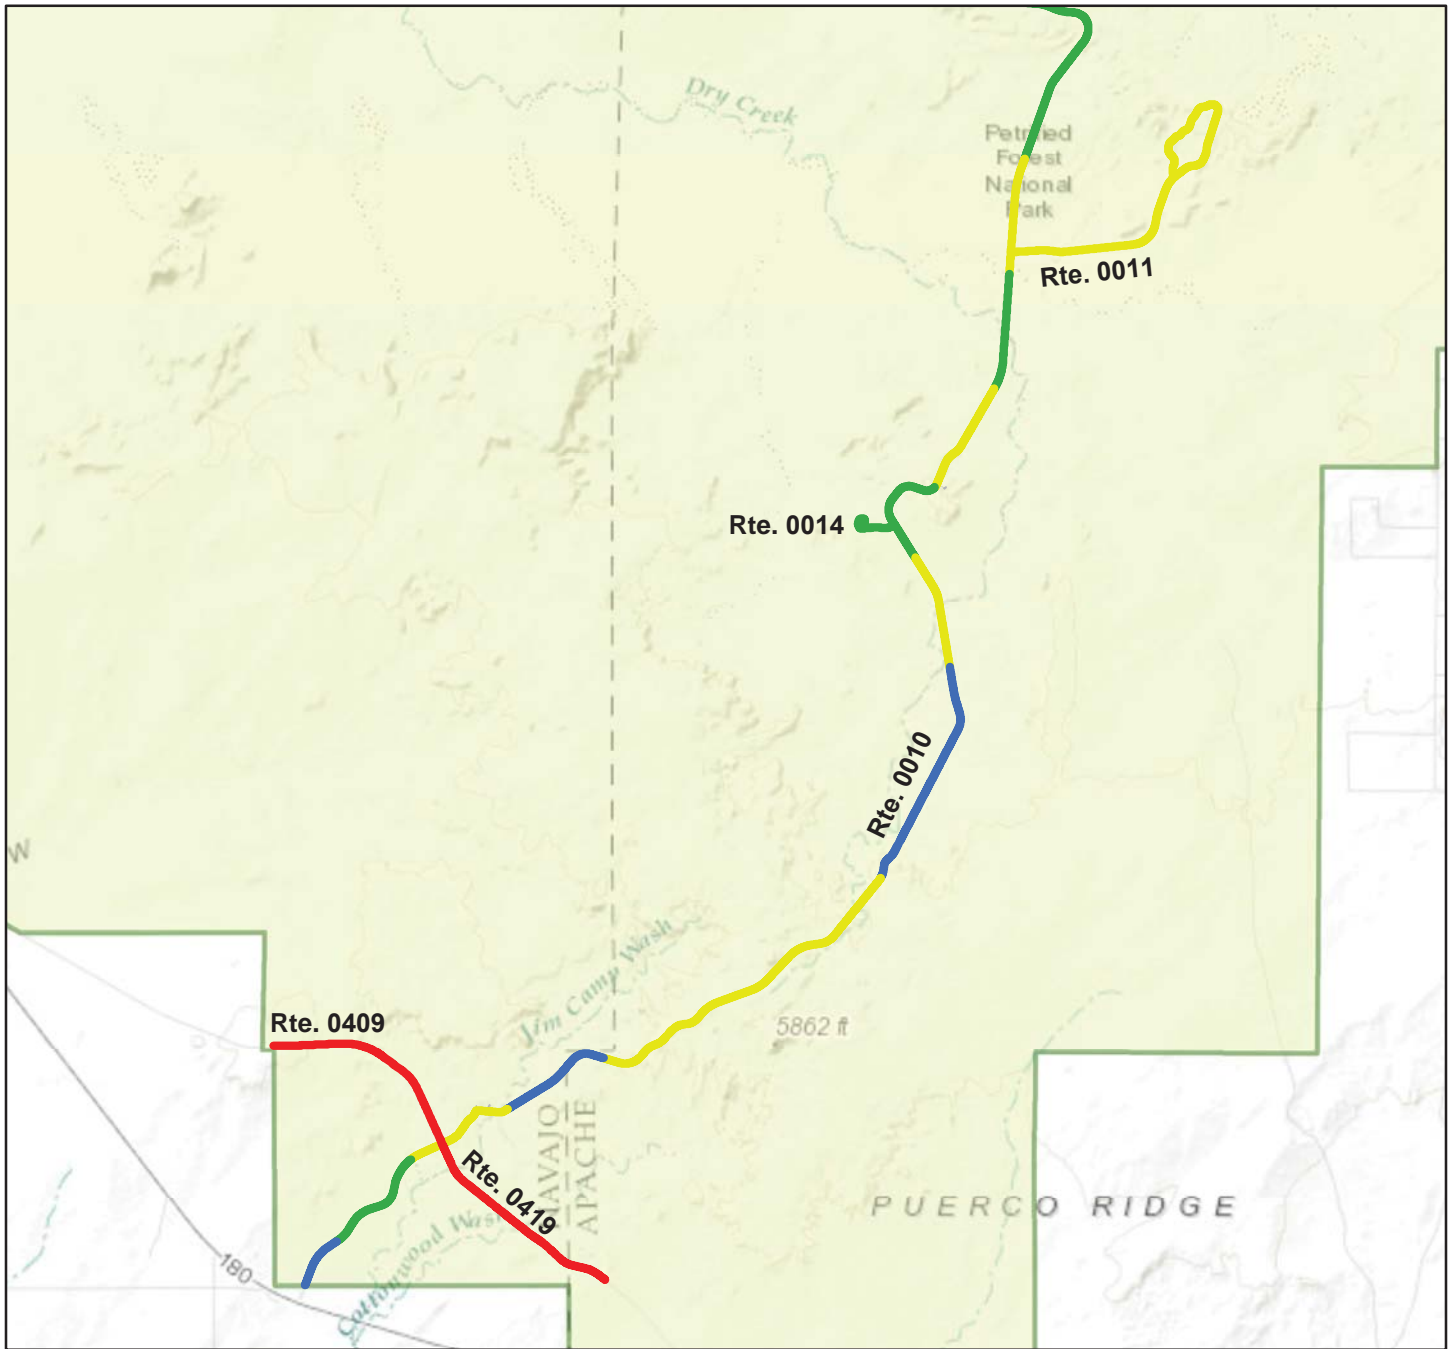 Dry Creek
Petrified
Forest
National
Park
Rte. 0011
Rte. 0014
Rte. 0010
W
Jim Camp Wash
5862 ft
Rte. 0409
NAVAJO
APACHE
Rte. 0419
PUERCO RIDGE
Cottonwood Wash
180